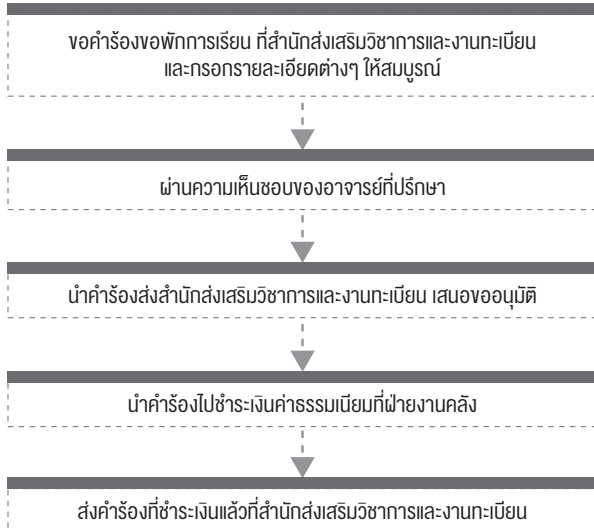 ขอคำร้องขอพักการเรียน ที่สำนักส่งเสริมวิชาการและงานทะเบียน
และกรอกรายละเอียดต่างๆ ให้สมบูรณ์
ผ่านความเห็นชอบของอาจารย์ที่ปรึกษา
นำคำร้องส่งสำนักส่งเสริมวิชาการและงานทะเบียน เสนอขออนุมัติ
นำคำร้องไปชำระเงินค่าธรรมเนียมที่ฝ่ายงานคลัง
ส่งคำร้องที่ชำระเงินแล้วที่สำนักส่งเสริมวิชาการและงานทะเบียน